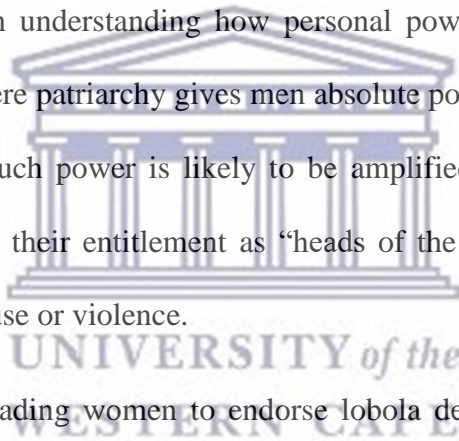 understanding how personal pow
ere patriarchy gives men absolute po
uch power is likely to be amplified
their entitlement as “heads of the
use or violence.
UNIVERSITY of the
ading women to endorse lobola de
WESTERN CAPE